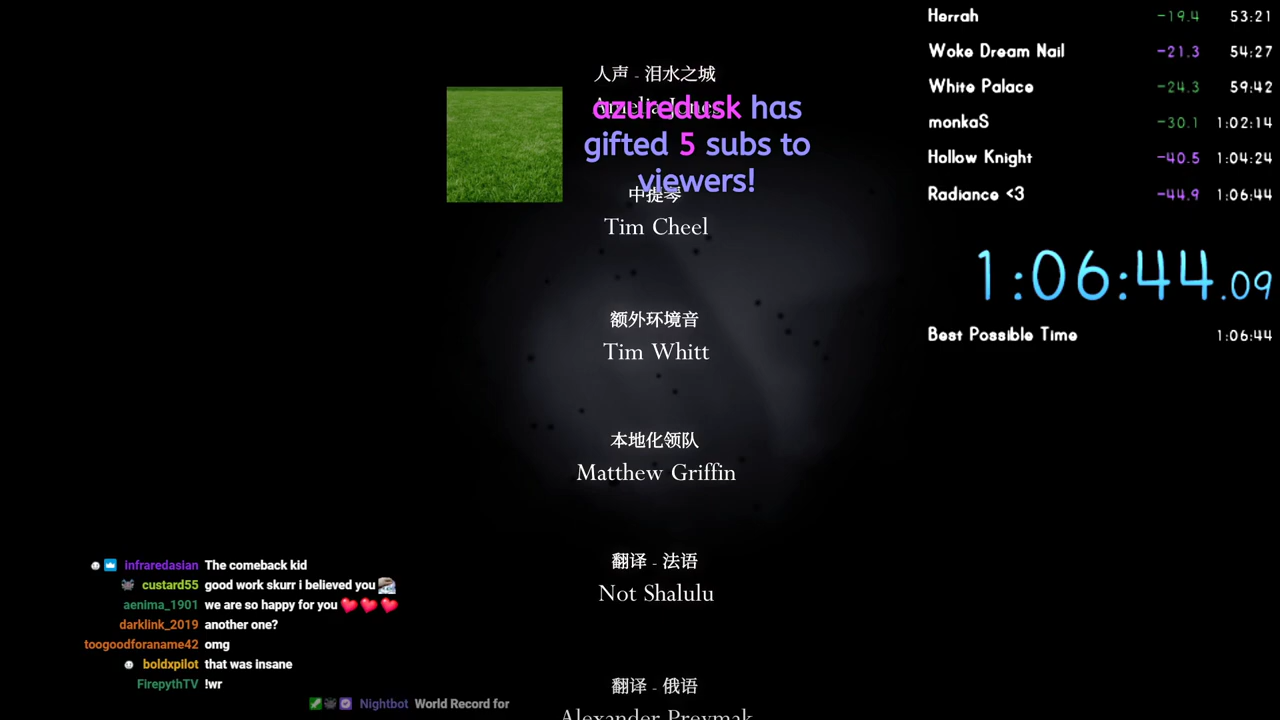 人声 - 泪水之城
azuredusk has
gifted 5 subs to
viewers!
中提琴
Tim Cheel
额外环境音
Tim Whitt
本地化领队
Matthew Griffin
翻译 - 法语
Not Shalulu
翻译 - 俄语
Herrah -19.4 53:21
Woke Dream Nail -21.3 54:27
White Palace -24.3 59:42
monkaS -30.1 1:02:14
Hollow Knight -40.5 1:04:24
Radiance <3 -44.9 1:06:44
1:06:44.09
Best Possible Time 1:06:44
infraredasian The comeback kid
custard55 good work skurr i believed you
aenima_1901 we are so happy for you
darklink_2019 another one?
toogoodforaname42 omg
boldxpilot that was insane
FirepythTV !wr
Nightbot World Record for